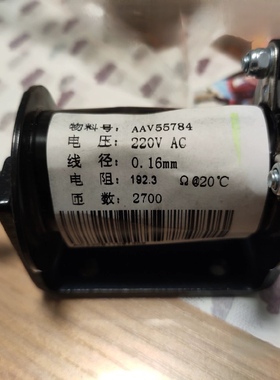 物料号: AAV55784
电 压: 220V AC
线 径: 0.16mm
电 阻: 192.3 Ω@20℃
匝 数: 2700